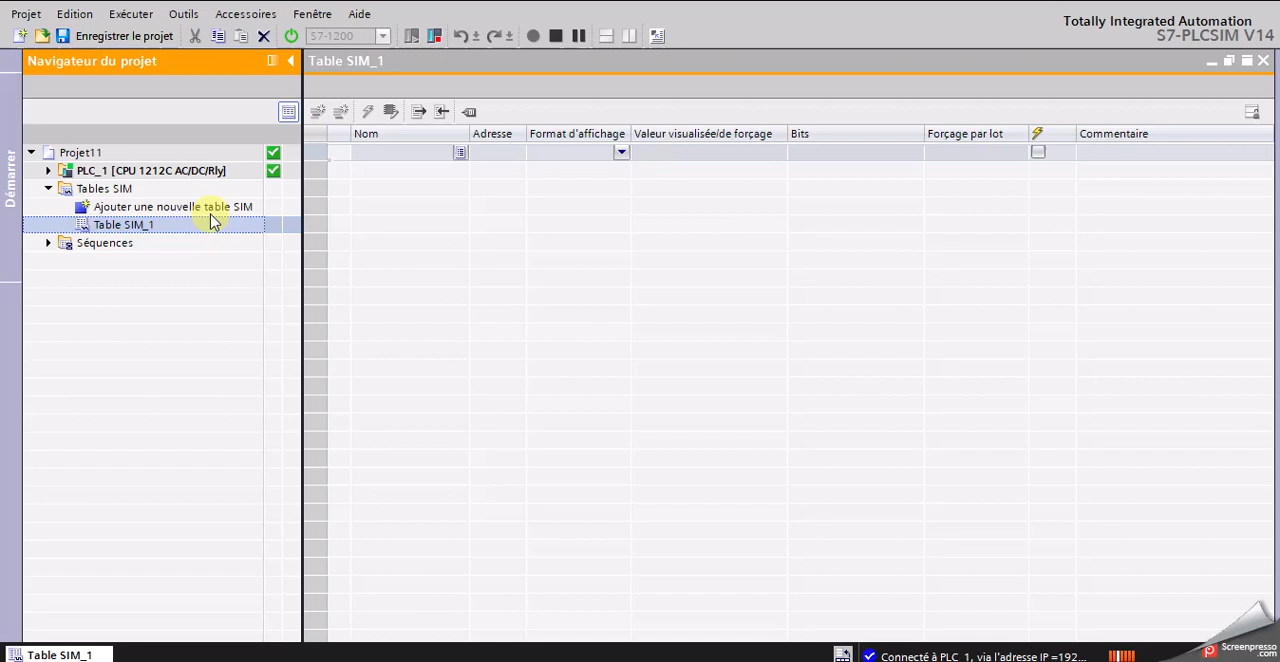 Projet Edition Exécuter Outils Accessoires Fenêtre Aide
Totally Integrated Automation
S7-PLCSIM V14
Enregistrer le projet S7-1200
Navigateur du projet
Table SIM_1
Nom Adresse Format d'affichage Valeur visualisée/de forçage Bits Forçage par lot Commentaire
Démarrer
Projet11
PLC_1 [CPU 1212C AC/DC/Rly]
Tables SIM
Ajouter une nouvelle table SIM
Table SIM_1
Séquences
Table SIM_1
Connecté à PLC_1, via l'adresse IP =192...
Screenpresso
.com